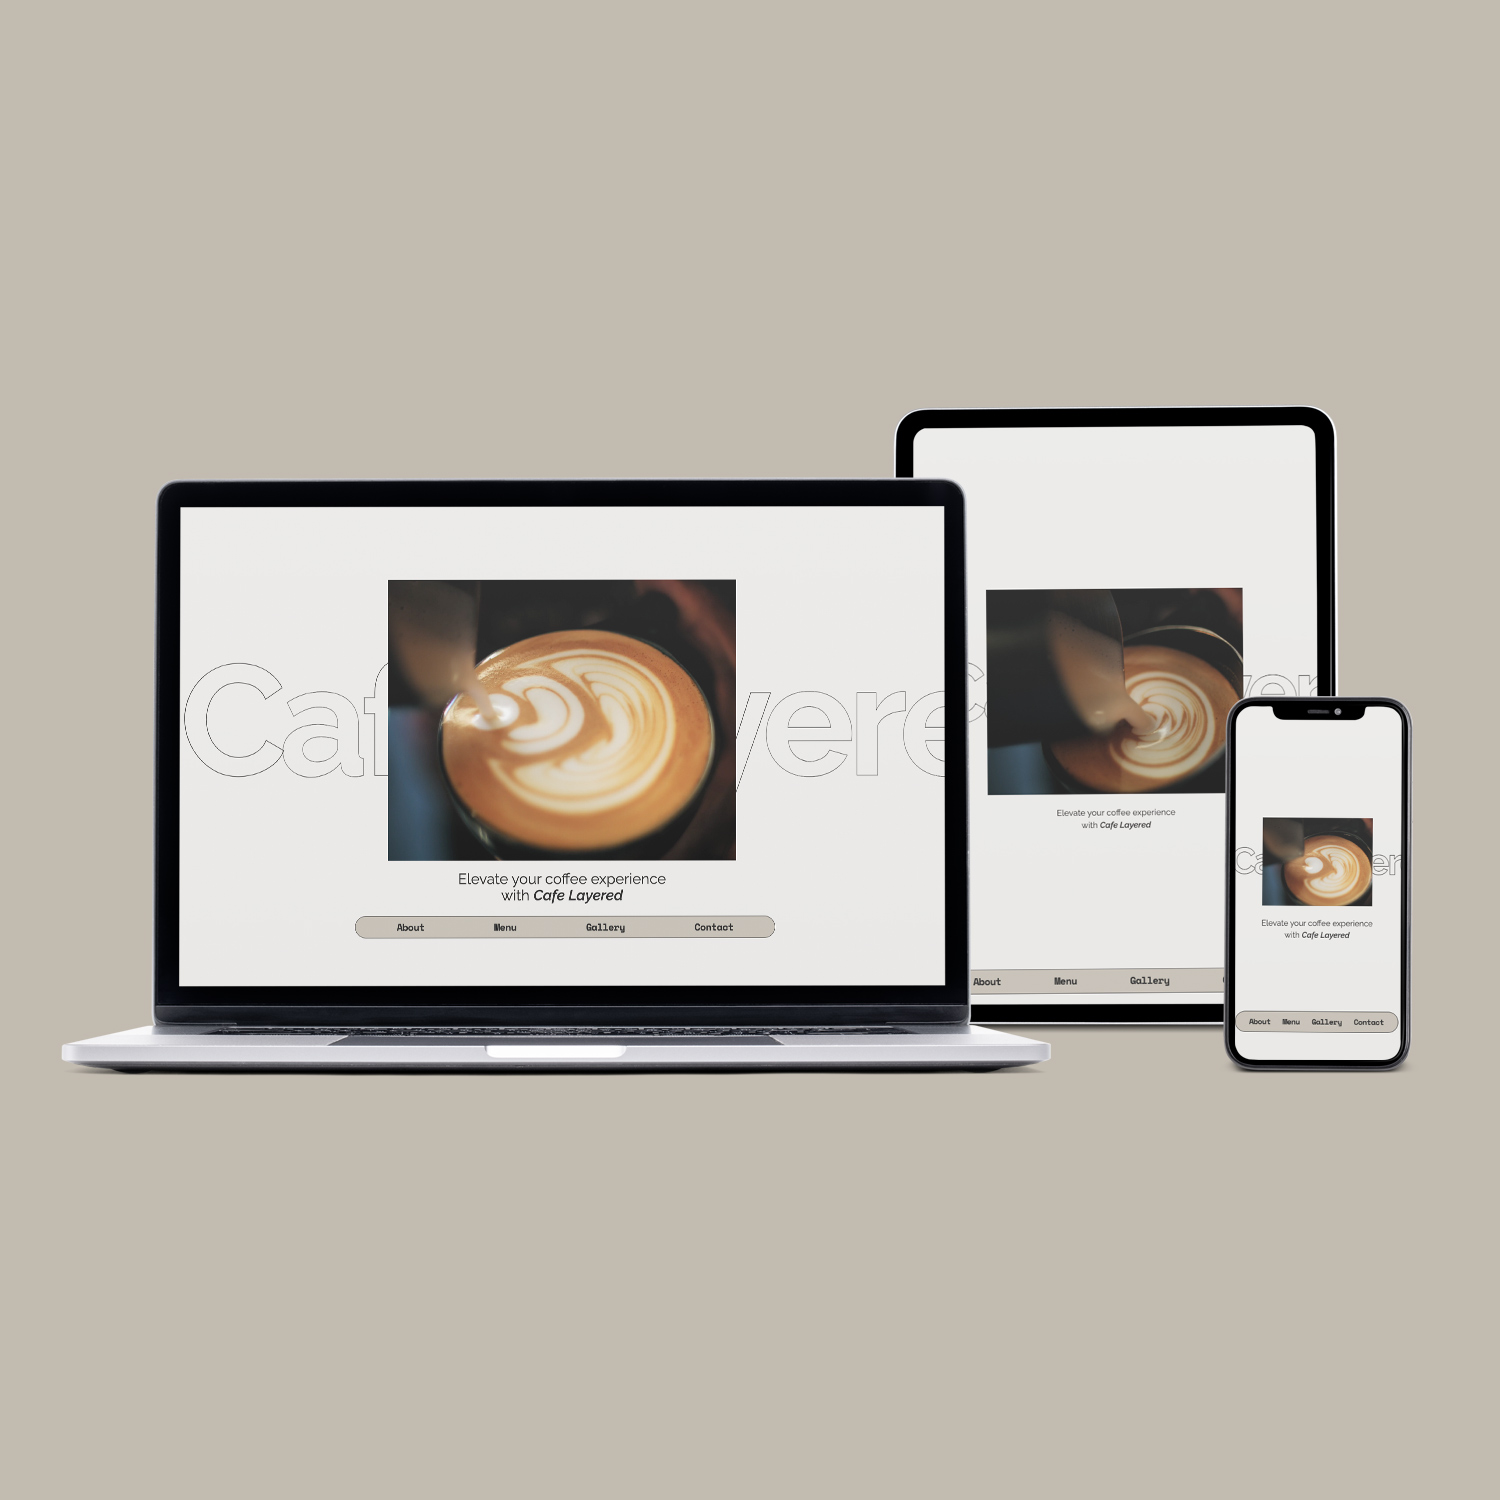 Caf yere
Elevate your coffee experience
with Cafe Layered
About Menu Gallery Contact
yer
Elevate your coffee experience
with Cafe Layered
About Menu Gallery
Ca er
Elevate your coffee experience
with Cafe Layered
About Menu Gallery Contact